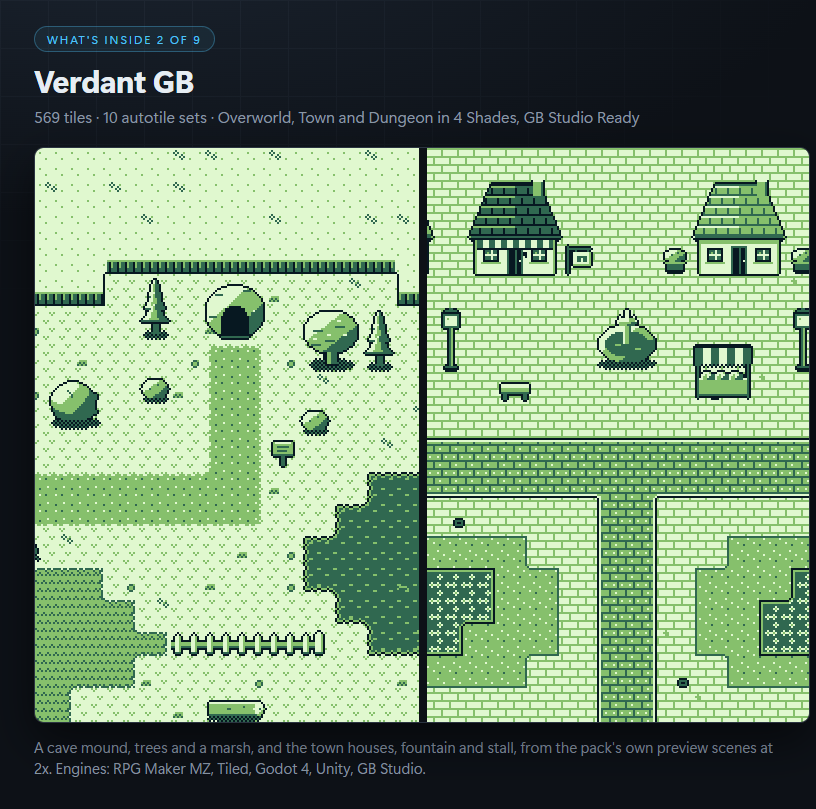 WHAT'S INSIDE 2 OF 9
Verdant GB
569 tiles · 10 autotile sets · Overworld, Town and Dungeon in 4 Shades, GB Studio Ready
A cave mound, trees and a marsh, and the town houses, fountain and stall, from the pack's own preview scenes at
2x. Engines: RPG Maker MZ, Tiled, Godot 4, Unity, GB Studio.